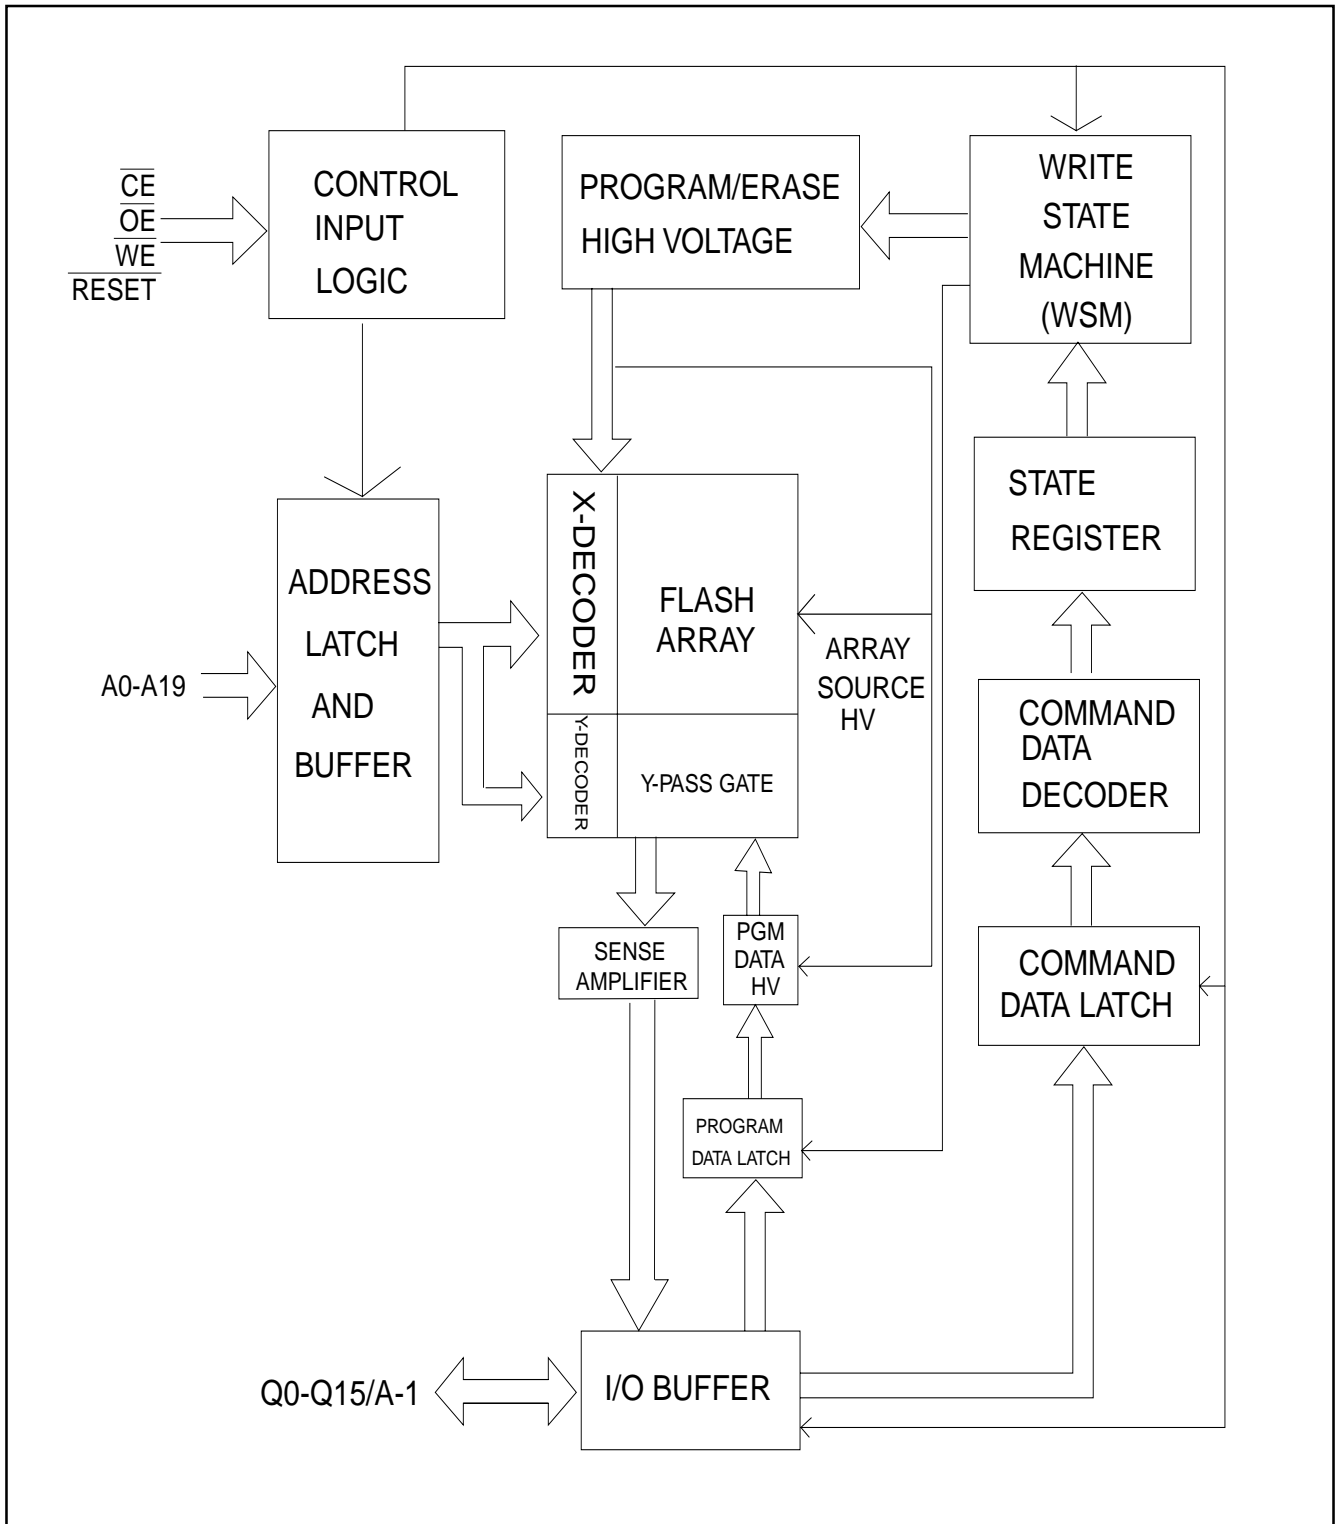 CE
OE
WE
RESET
CONTROL
INPUT
LOGIC
PROGRAM/ERASE
HIGH VOLTAGE
WRITE
STATE
MACHINE
(WSM)
STATE
REGISTER
ADDRESS
LATCH
AND
BUFFER
A0-A19
X-DECODER
FLASH
ARRAY
ARRAY
SOURCE
HV
Y-DECODER
Y-PASS GATE
COMMAND
DATA
DECODER
SENSE
AMPLIFIER
PGM
DATA
HV
COMMAND
DATA LATCH
PROGRAM
DATA LATCH
Q0-Q15/A-1
I/O BUFFER